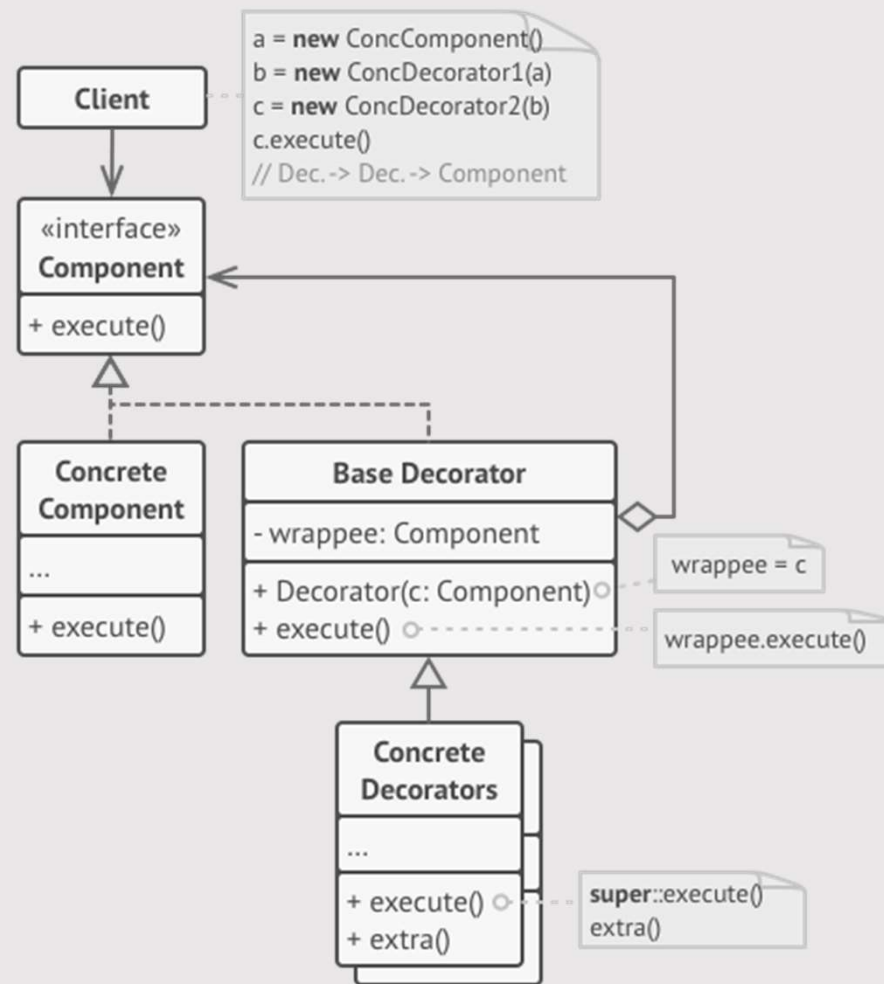 Client
a = new ConcComponent()
b = new ConcDecorator1(a)
c = new ConcDecorator2(b)
c.execute()
// Dec. -> Dec. -> Component
«interface»
Component
+ execute()
Concrete
Component
...
+ execute()
Base Decorator
- wrappee: Component
+ Decorator(c: Component)
+ execute()
wrappee = c
wrappee.execute()
Concrete
Decorators
...
+ execute()
+ extra()
super::execute()
extra()